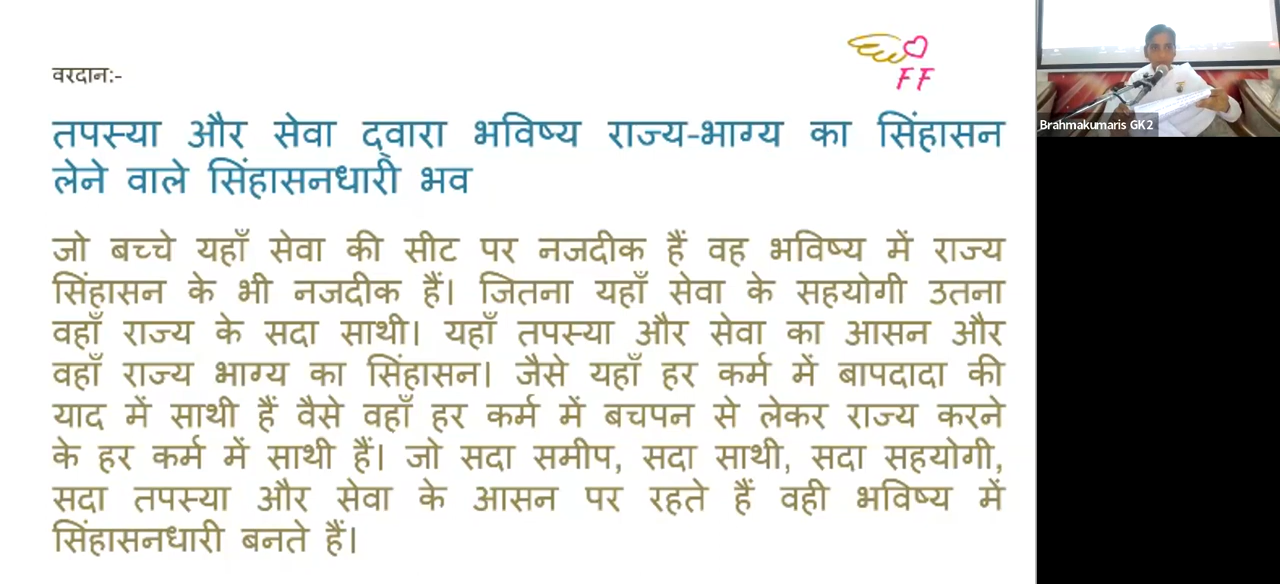 वरदान:-
FF
तपस्या और सेवा द्वारा भविष्य राज्य-भाग्य का सिंहासन
लेने वाले सिंहासनधारी भव
जो बच्चे यहाँ सेवा की सीट पर नजदीक हैं वह भविष्य में राज्य
सिंहासन के भी नजदीक हैं। जितना यहाँ सेवा के सहयोगी उतना
वहाँ राज्य के सदा साथी। यहाँ तपस्या और सेवा का आसन और
वहाँ राज्य भाग्य का सिंहासन। जैसे यहाँ हर कर्म में बापदादा की
याद में साथी हैं वैसे वहाँ हर कर्म में बचपन से लेकर राज्य करने
के हर कर्म में साथी हैं। जो सदा समीप, सदा साथी, सदा सहयोगी,
सदा तपस्या और सेवा के आसन पर रहते हैं वही भविष्य में
सिंहासनधारी बनते हैं।
Brahmakumaris GK2